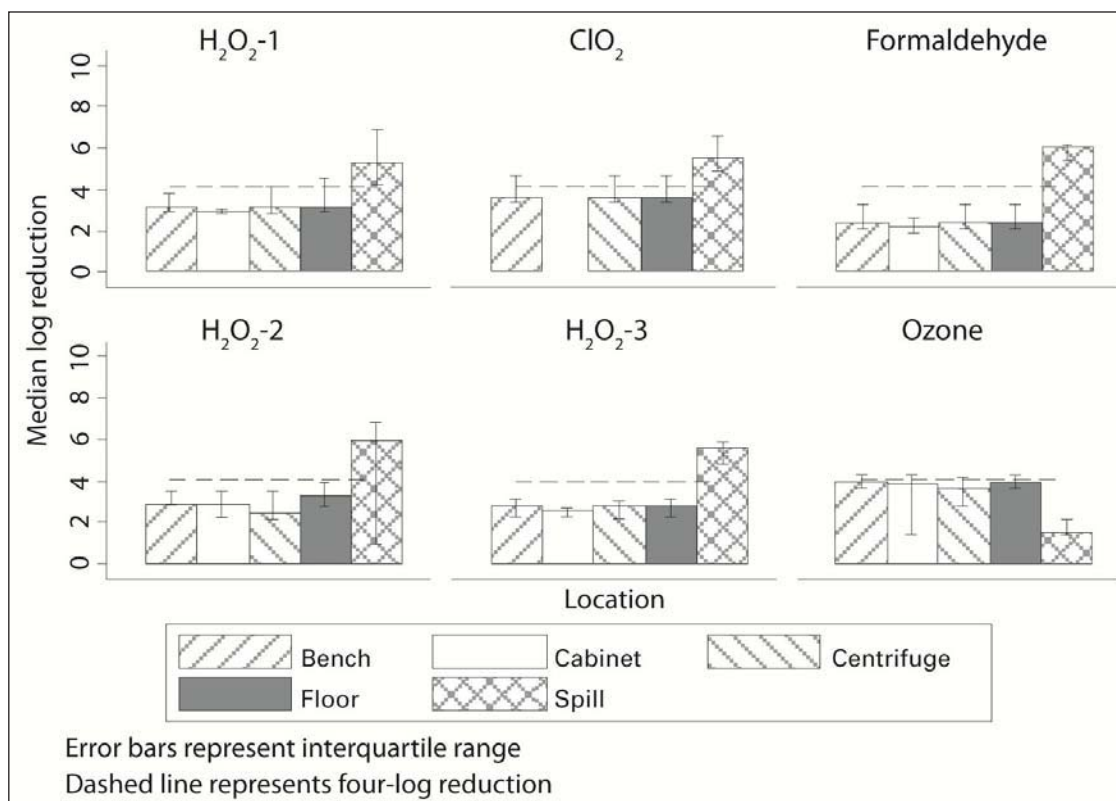 H₂O₂-1
ClO₂
Formaldehyde
10
8
6
4
2
0
H₂O₂-2
H₂O₂-3
Ozone
10
8
6
4
2
0
Median log reduction
Location
Bench
Cabinet
Centrifuge
Floor
Spill
Error bars represent interquartile range
Dashed line represents four-log reduction